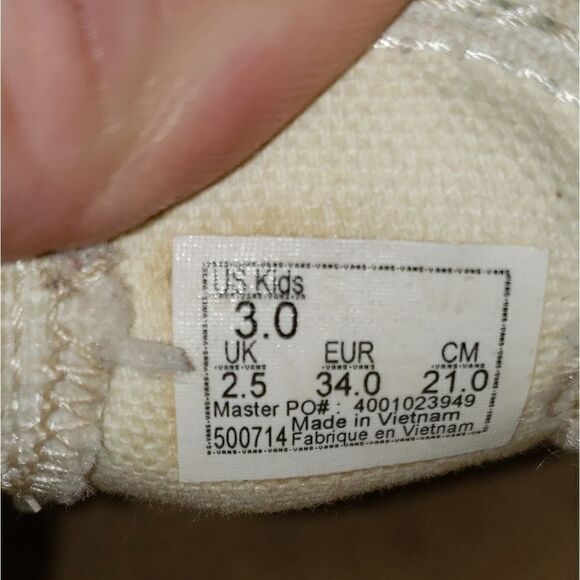 US Kids
3.0
UK EUR CM
2.5 34.0 21.0
Master PO# : 4001023949
Made in Vietnam
500714 Fabrique en Vietnam